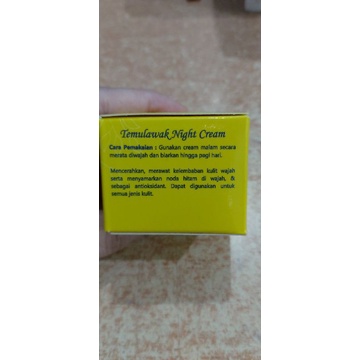 Temulawak Night Cream
Cara Pemakaian : Gunakan cream malam secara
merata diwajah dan biarkan hingga pagi hari.
Mencerahkan, merawat kelembaban kulit wajah
serta menyamarkan noda hitam di wajah, &
sebagai antioksidant. Dapat digunakan untuk
semua jenis kulit.